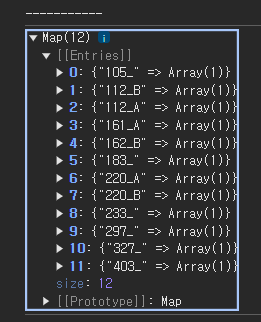 -----------
▼ Map(12) i
▼ [[Entries]]
▶ 0: {"105_" => Array(1)}
▶ 1: {"112_B" => Array(1)}
▶ 2: {"112_A" => Array(1)}
▶ 3: {"161_A" => Array(1)}
▶ 4: {"162_B" => Array(1)}
▶ 5: {"183_" => Array(1)}
▶ 6: {"220_A" => Array(1)}
▶ 7: {"220_B" => Array(1)}
▶ 8: {"233_" => Array(1)}
▶ 9: {"297_" => Array(1)}
▶ 10: {"327_" => Array(1)}
▶ 11: {"403_" => Array(1)}
size: 12
▶ [[Prototype]]: Map